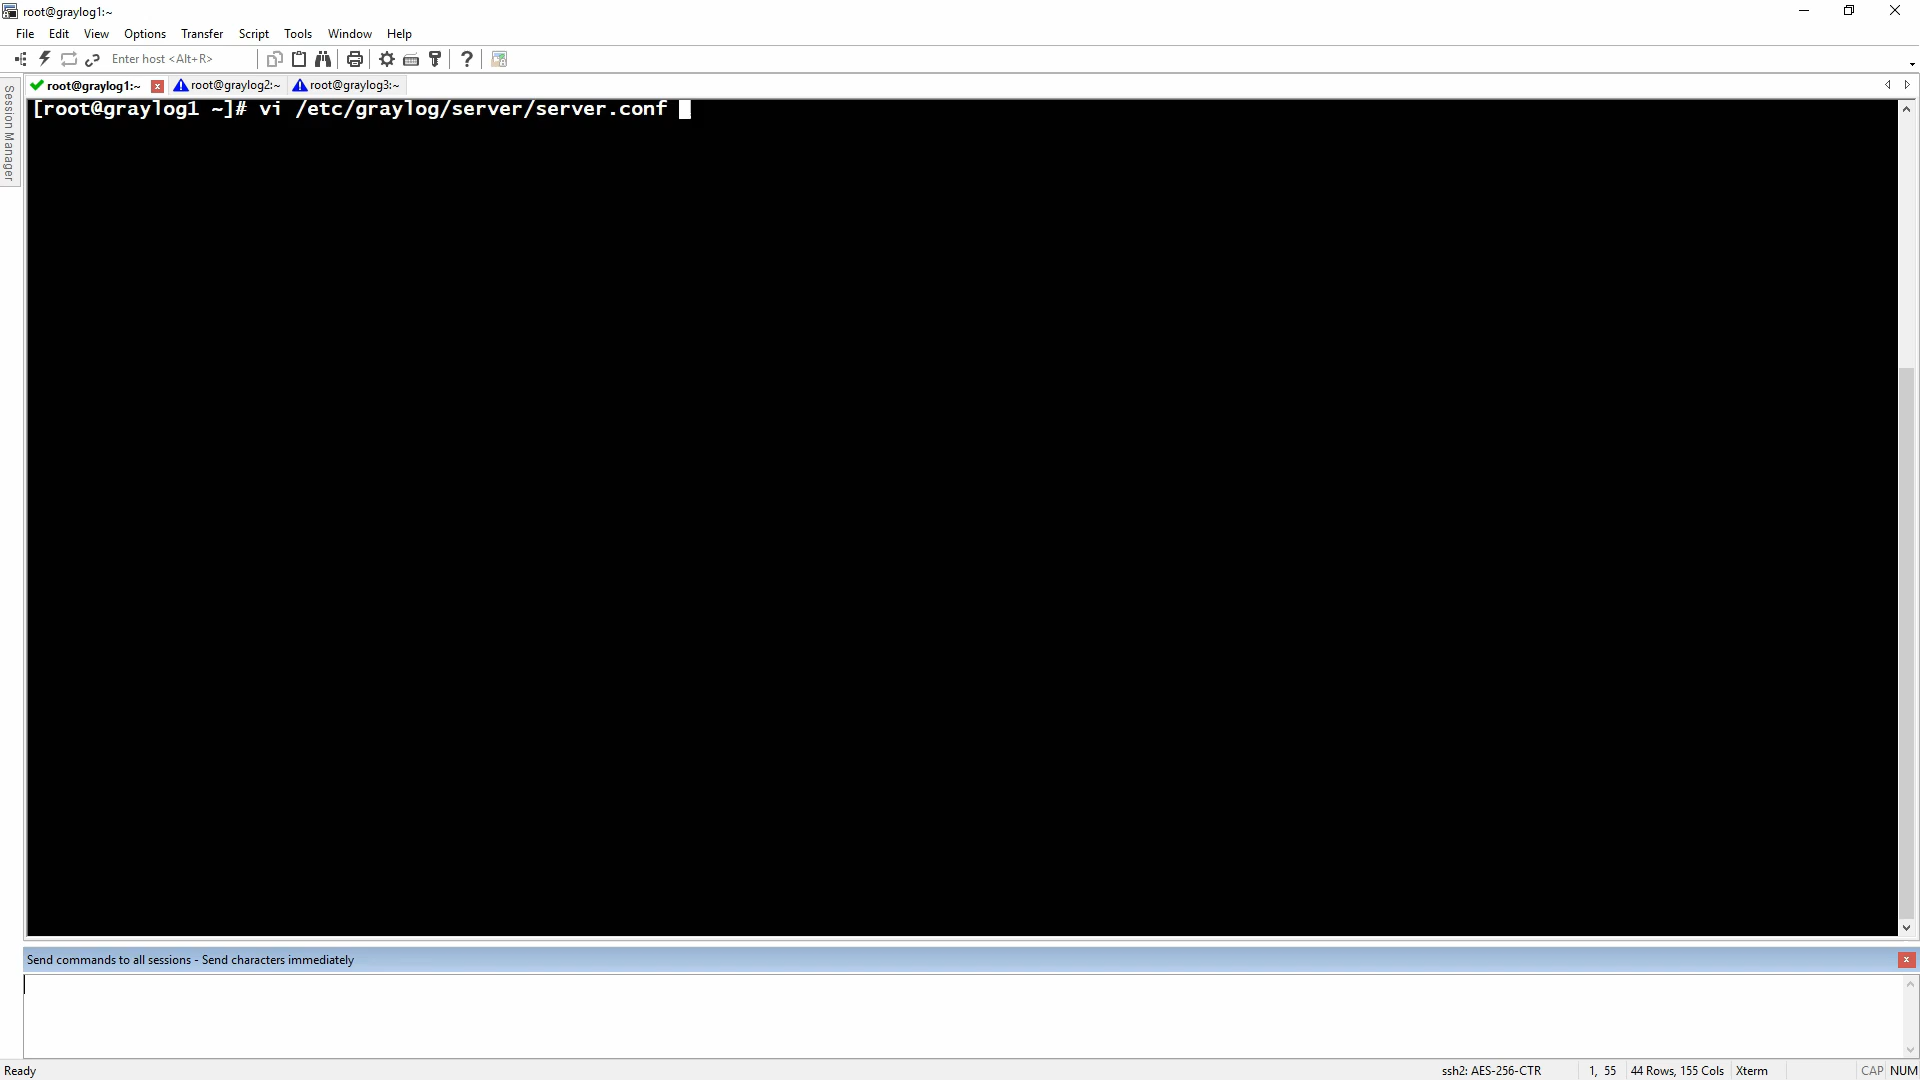 root@graylog1:~
File Edit View Options Transfer Script Tools Window Help
Enter host <Alt+R>
root@graylog1:~ root@graylog2:~ root@graylog3:~
Session Manager
[root@graylog1 ~]# vi /etc/graylog/server/server.conf
Send commands to all sessions - Send characters immediately
Ready ssh2: AES-256-CTR 1, 55 44 Rows, 155 Cols Xterm CAP NUM